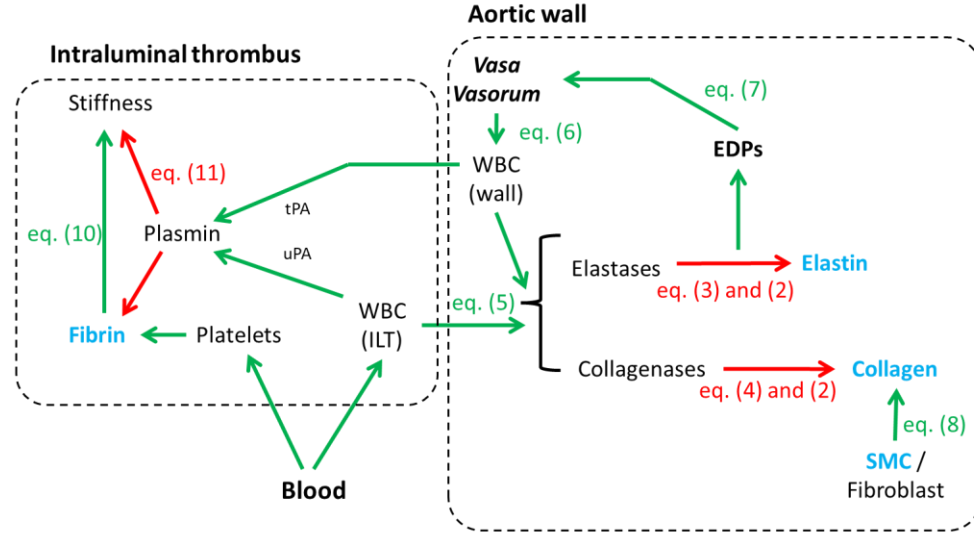 Aortic wall
Intraluminal thrombus
Stiffness
Vasa
Vasorum
eq. (7)
eq. (6)
EDPs
WBC
(wall)
eq. (11)
tPA
eq. (10)
Plasmin
uPA
Elastases
Elastin
eq. (3) and (2)
eq. (5)
WBC
(ILT)
Fibrin
Platelets
Collagenases
Collagen
eq. (4) and (2)
eq. (8)
SMC /
Fibroblast
Blood